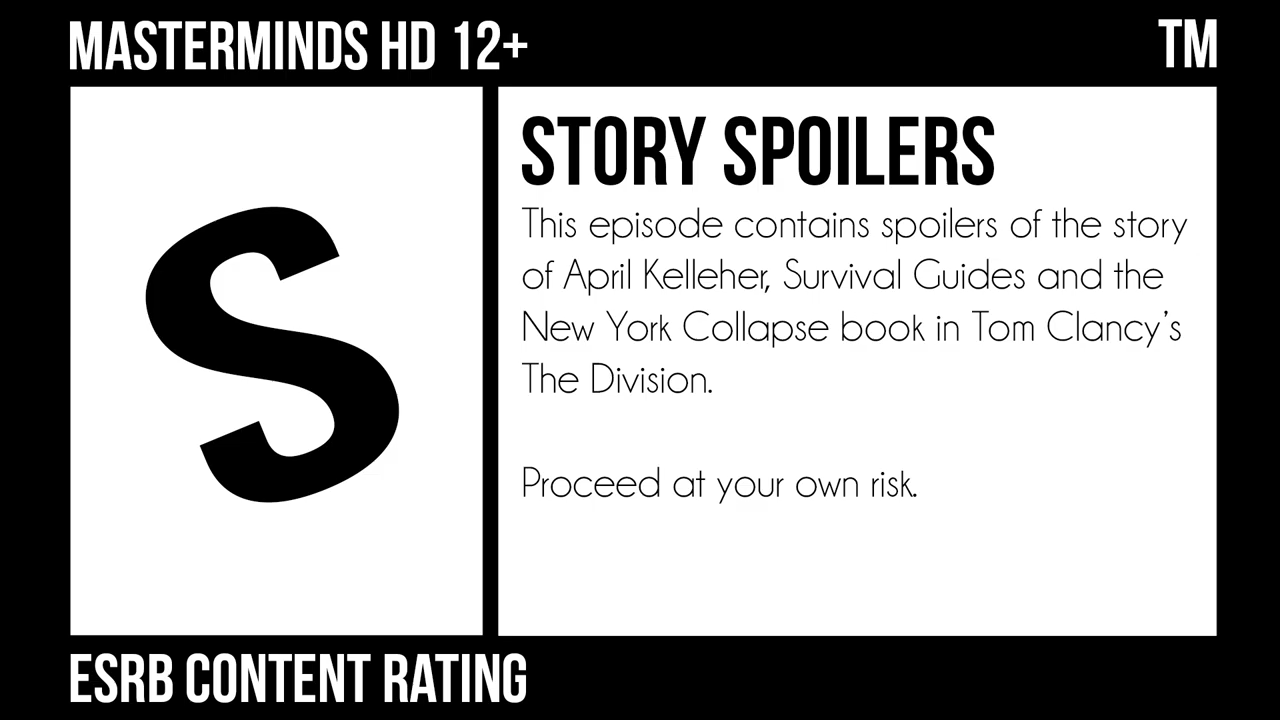 MASTERMINDS HD 12+
TM
S
STORY SPOILERS
This episode contains spoilers of the story
of April Kelleher, Survival Guides and the
New York Collapse book in Tom Clancy's
The Division.
Proceed at your own risk.
ESRB CONTENT RATING